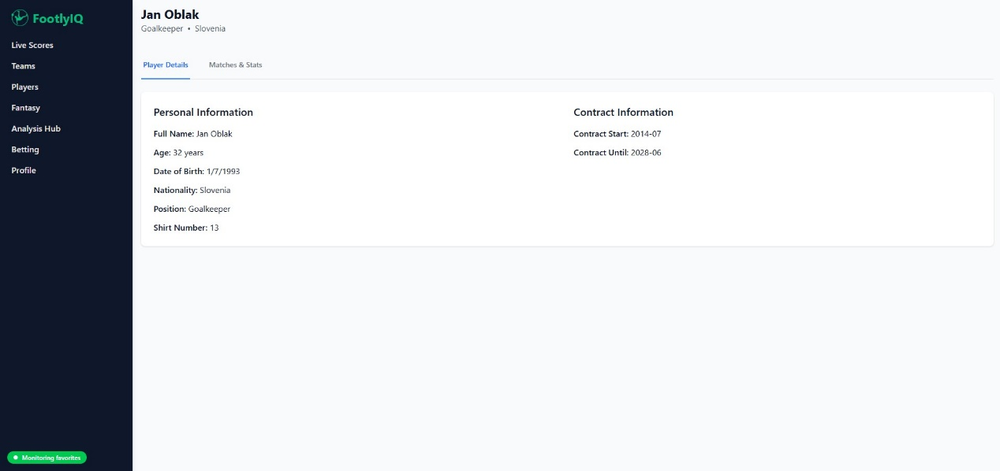 FootlyIQ
Live Scores
Teams
Players
Fantasy
Analysis Hub
Betting
Profile
Monitoring favorites
Jan Oblak
Goalkeeper • Slovenia
Player Details
Matches & Stats
Personal Information
Full Name: Jan Oblak
Age: 32 years
Date of Birth: 1/7/1993
Nationality: Slovenia
Position: Goalkeeper
Shirt Number: 13
Contract Information
Contract Start: 2014-07
Contract Until: 2028-06